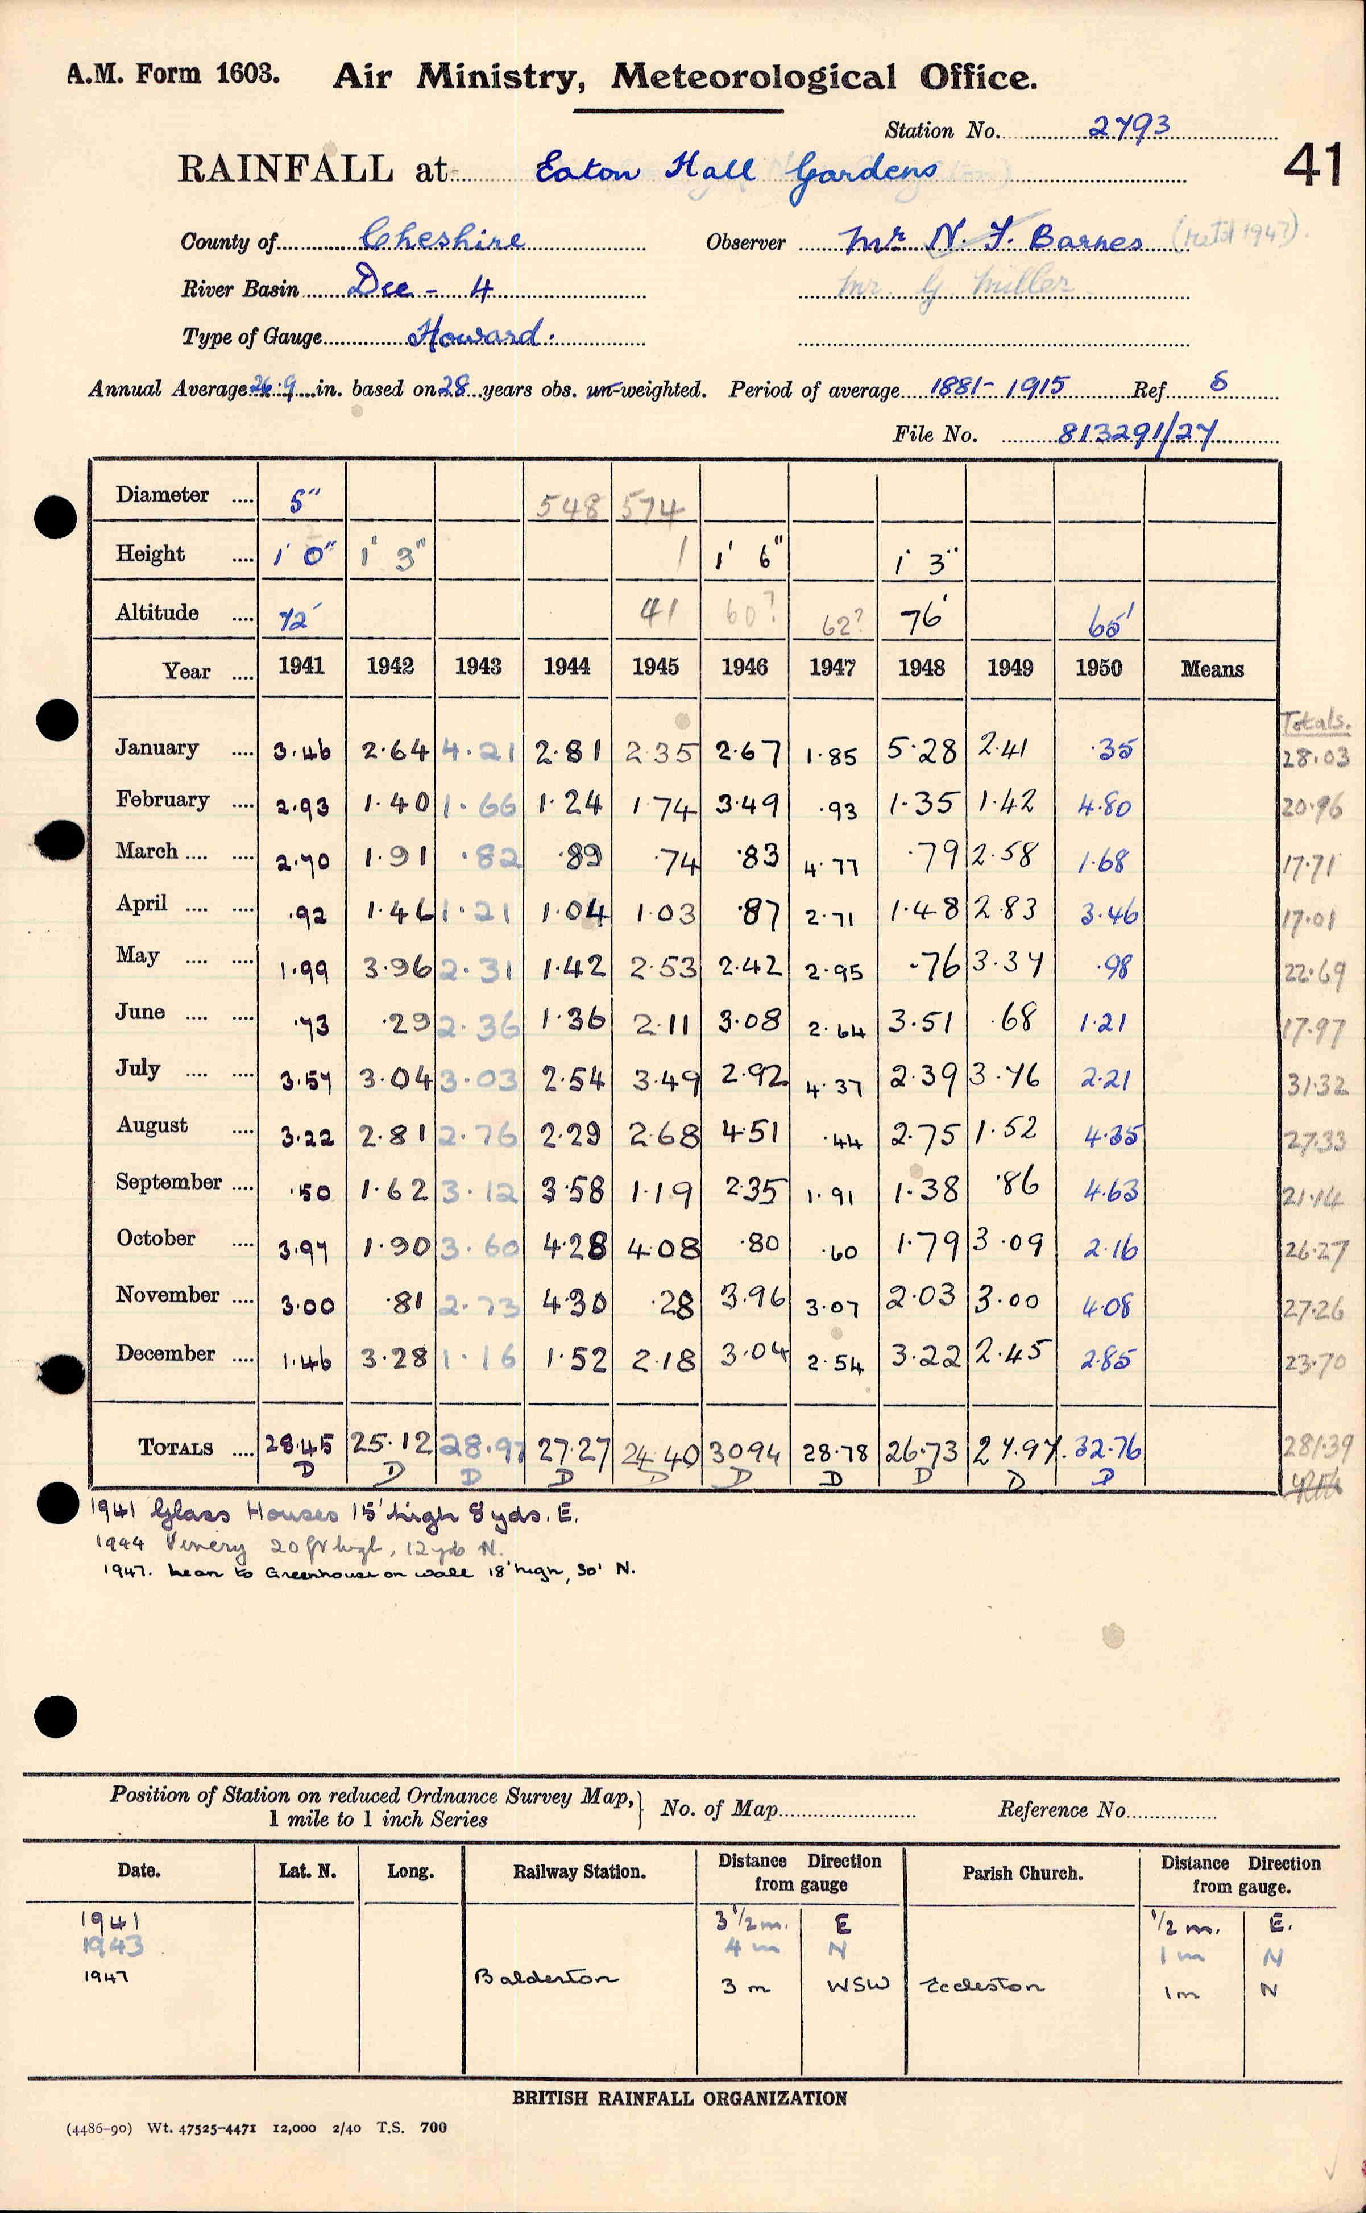 A.M. Form 1603. Air Ministry, Meteorological Office.
Station No. 2793
41
RAINFALL at Eaton Hall Gardens
County of Cheshire Observer Mr N. F. Barnes (retd 1947).
River Basin Dee - 4 Mr. G. Miller
Type of Gauge Howard.
Annual Average 26.9 in. based on 28 years obs. un-weighted. Period of average 1881-1915 Ref 5
File No. 813291/27
Diameter 5" 548 574
Height 1' 0" 1' 3" 1 1' 6" 1' 3"
Altitude 72' 41 60? 62? 76' 65'
Year 1941 1942 1943 1944 1945 1946 1947 1948 1949 1950 Means
Totals.
January 3.46 2.64 4.21 2.81 2.35 2.67 1.85 5.28 2.41 .35 28.03
February 2.93 1.40 1.66 1.24 1.74 3.49 .93 1.35 1.42 4.80 20.96
March 2.70 1.91 .82 .89 .74 .83 4.77 .79 2.58 1.68 17.71
April .92 1.46 1.21 1.04 1.03 .87 2.71 1.48 2.83 3.46 17.01
May 1.99 3.96 2.31 1.42 2.53 2.42 2.95 .76 3.37 .98 22.69
June .73 .29 2.36 1.36 2.11 3.08 2.64 3.51 .68 1.21 17.97
July 3.57 3.04 3.03 2.54 3.49 2.92 4.37 2.39 3.76 2.21 31.32
August 3.22 2.81 2.76 2.29 2.68 4.51 .44 2.75 1.52 4.35 27.33
September .50 1.62 3.12 3.58 1.19 2.35 1.91 1.38 .86 4.63 21.14
October 3.97 1.90 3.60 4.28 4.08 .80 .60 1.79 3.09 2.16 26.27
November 3.00 .81 2.73 4.30 .28 3.96 3.07 2.03 3.00 4.08 27.26
December 1.46 3.28 1.16 1.52 2.18 3.04 2.54 3.22 2.45 2.85 23.70
TOTALS 28.45 25.12 28.97 27.27 24.40 30.94 28.78 26.73 27.97 32.76 281.39
D D D D D D D D D D
1941 Glass Houses 15' high 8 yds. E.
1944 Vinery 20 ft high, 12 yds N.
1947. Lean to Greenhouse on wall 18' high, 30' N.
Position of Station on reduced Ordnance Survey Map, 1 mile to 1 inch Series No. of Map Reference No.
Date. Lat. N. Long. Railway Station. Distance Direction from gauge Parish Church. Distance Direction from gauge.
1941 3 1/2 m. E 1/2 m. E.
1943 4 m N 1 m N
1947 Balderton 3 m WSW Eccleston 1m N
BRITISH RAINFALL ORGANIZATION
(4486-90) Wt. 47525-4471 12,000 2/40 T.S. 700